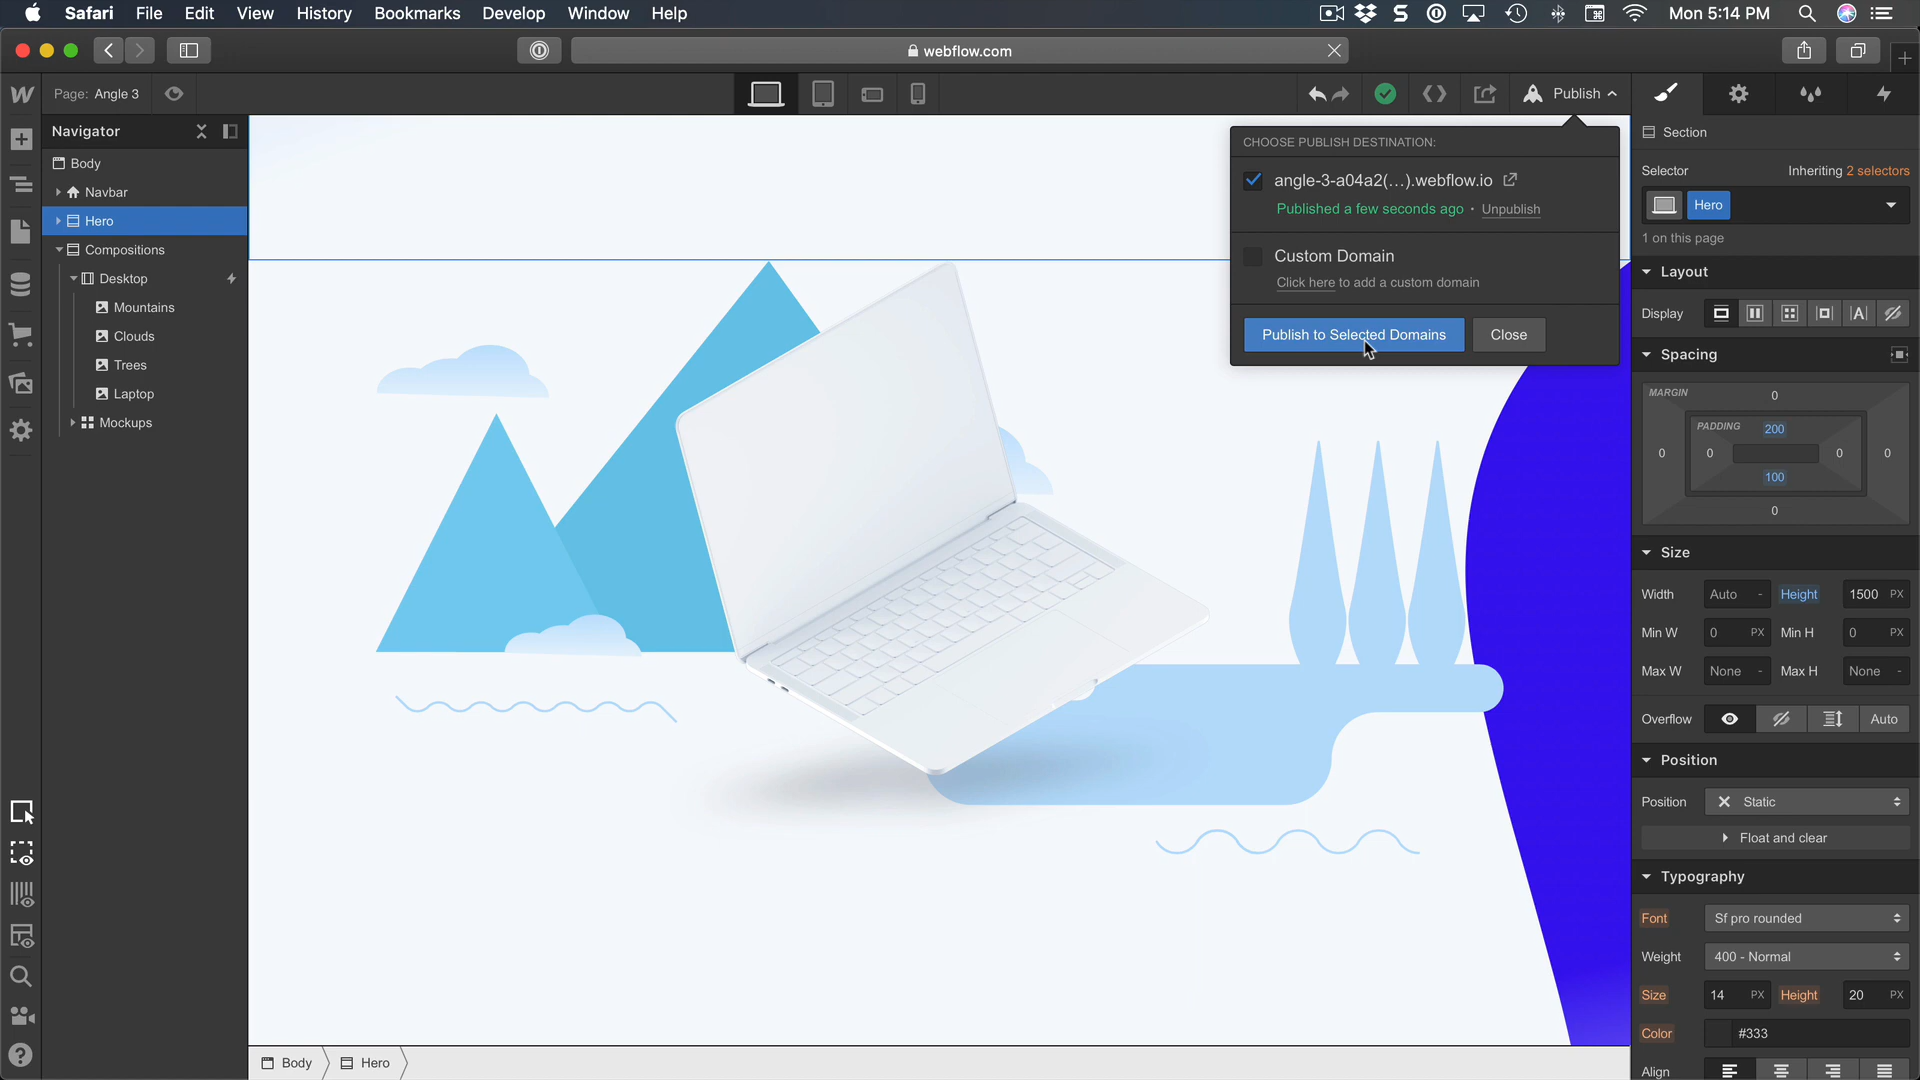 Safari File Edit View History Bookmarks Develop Window Help Mon 5:14 PM
webflow.com
Page: Angle 3
Publish
Navigator
Body
Navbar
Hero
Compositions
Desktop
Mountains
Clouds
Trees
Laptop
Mockups
CHOOSE PUBLISH DESTINATION:
angle-3-a04a2(...).webflow.io
Published a few seconds ago • Unpublish
Custom Domain
Click here to add a custom domain
Publish to Selected Domains Close
Section
Selector Inheriting 2 selectors
Hero
1 on this page
Layout
Display
Spacing
MARGIN 0
PADDING 200
0 0 0 0
100
0
Size
Width Auto - Height 1500 PX
Min W 0 PX Min H 0 PX
Max W None - Max H None -
Overflow Auto
Position
Position Static
Float and clear
Typography
Font Sf pro rounded
Weight 400 - Normal
Size 14 PX Height 20 PX
Color #333
Align
Body Hero